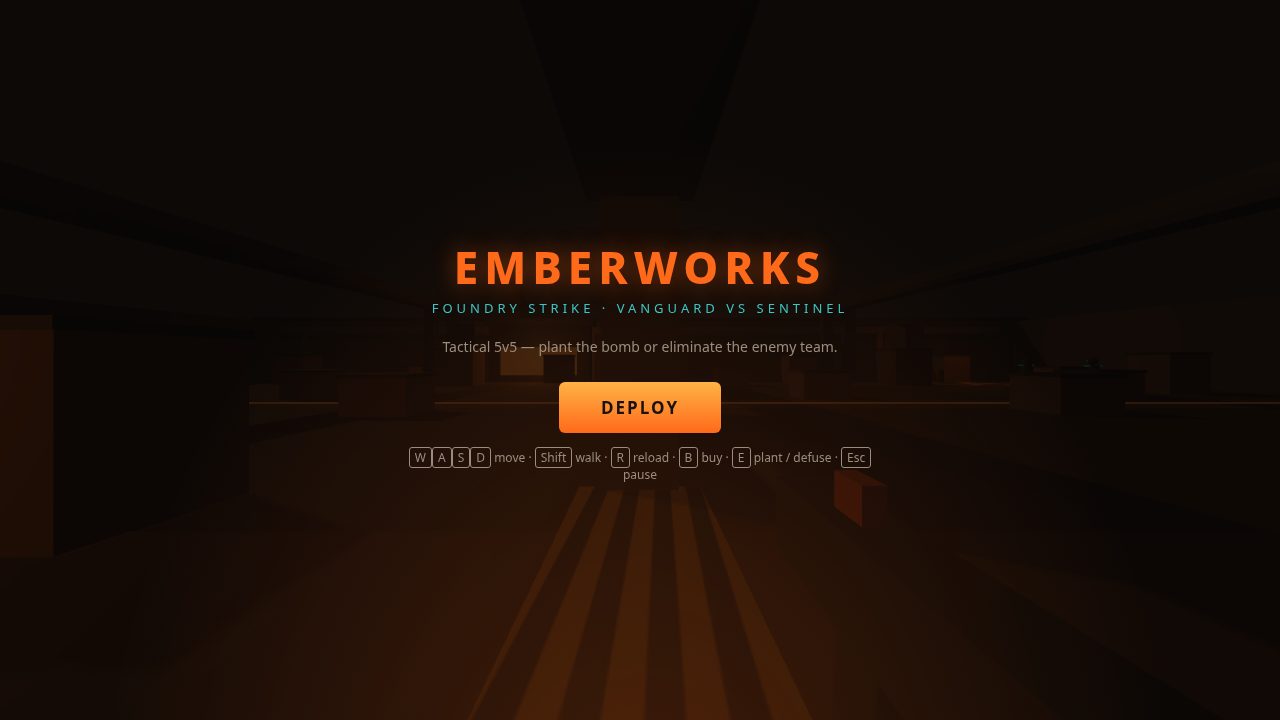 EMBERWORKS
FOUNDRY STRIKE · VANGUARD VS SENTINEL
Tactical 5v5 — plant the bomb or eliminate the enemy team.
DEPLOY
W A S D move · Shift walk · R reload · B buy · E plant / defuse · Esc
pause